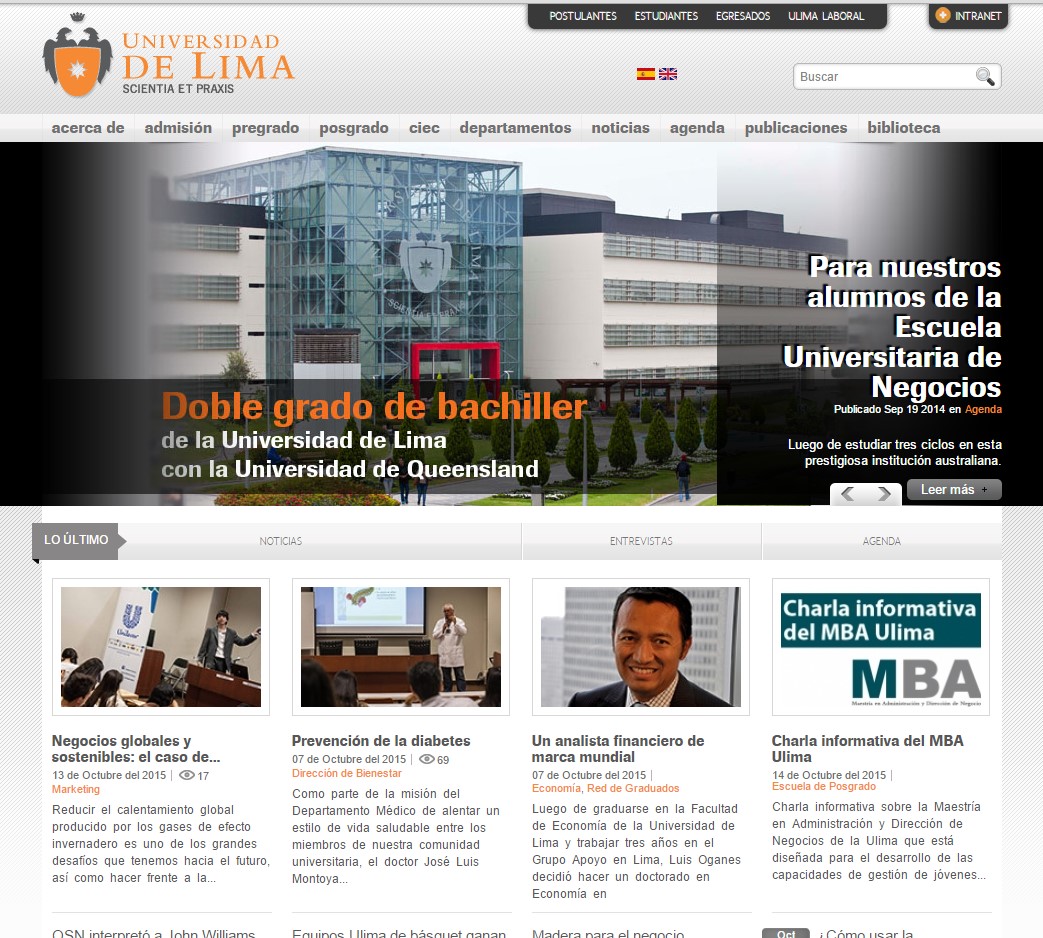 POSTULANTES ESTUDIANTES EGRESADOS ULIMA LABORAL INTRANET
UNIVERSIDAD
DE LIMA
SCIENTIA ET PRAXIS
Buscar
acerca de admisión pregrado posgrado ciec departamentos noticias agenda publicaciones biblioteca
SCIENTIA ET PRAXIS
Para nuestros
alumnos de la
Escuela
Universitaria de
Negocios
Publicado Sep 19 2014 en Agenda
Doble grado de bachiller
de la Universidad de Lima
con la Universidad de Queensland
Luego de estudiar tres ciclos en esta
prestigiosa institución australiana.
Leer más +
LO ÚLTIMO NOTICIAS ENTREVISTAS AGENDA
Unilever
Negocios globales y
sostenibles: el caso de...
13 de Octubre del 2015 | 17
Marketing
Reducir el calentamiento global
producido por los gases de efecto
invernadero es uno de los grandes
desafíos que tenemos hacia el futuro,
así como hacer frente a la...
Prevención de la diabetes
07 de Octubre del 2015 | 69
Dirección de Bienestar
Como parte de la misión del
Departamento Médico de alentar un
estilo de vida saludable entre los
miembros de nuestra comunidad
universitaria, el doctor José Luis
Montoya...
Un analista financiero de
marca mundial
07 de Octubre del 2015 |
Economía, Red de Graduados
Luego de graduarse en la Facultad
de Economía de la Universidad de
Lima y trabajar tres años en el
Grupo Apoyo en Lima, Luis Oganes
decidió hacer un doctorado en
Economía en
Charla informativa
del MBA Ulima
MBA
Maestría en Administración y Dirección de Negocio
Charla informativa del MBA
Ulima
14 de Octubre del 2015 |
Escuela de Posgrado
Charla informativa sobre la Maestría
en Administración y Dirección de
Negocios de la Ulima que está
diseñada para el desarrollo de las
capacidades de gestión de jóvenes...
OSN interpretó a John Williams
Equipos Ulima de básquet ganan
Madera para el negocio
Oct
¿Cómo usar la